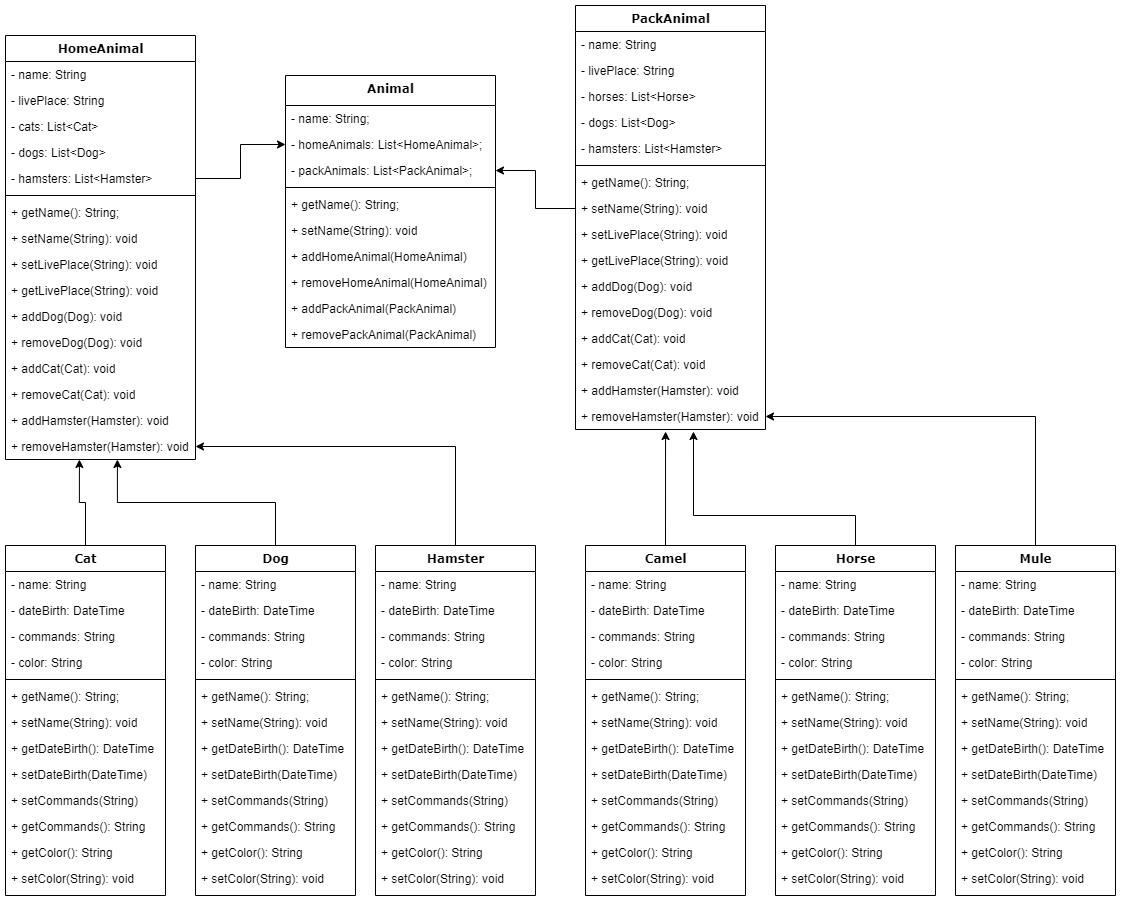 HomeAnimal
- name: String
- livePlace: String
- cats: List<Cat>
- dogs: List<Dog>
- hamsters: List<Hamster>
+ getName(): String;
+ setName(String): void
+ setLivePlace(String): void
+ getLivePlace(String): void
+ addDog(Dog): void
+ removeDog(Dog): void
+ addCat(Cat): void
+ removeCat(Cat): void
+ addHamster(Hamster): void
+ removeHamster(Hamster): void
Animal
- name: String;
- homeAnimals: List<HomeAnimal>;
- packAnimals: List<PackAnimal>;
+ getName(): String;
+ setName(String): void
+ addHomeAnimal(HomeAnimal)
+ removeHomeAnimal(HomeAnimal)
+ addPackAnimal(PackAnimal)
+ removePackAnimal(PackAnimal)
PackAnimal
- name: String
- livePlace: String
- horses: List<Horse>
- dogs: List<Dog>
- hamsters: List<Hamster>
+ getName(): String;
+ setName(String): void
+ setLivePlace(String): void
+ getLivePlace(String): void
+ addDog(Dog): void
+ removeDog(Dog): void
+ addCat(Cat): void
+ removeCat(Cat): void
+ addHamster(Hamster): void
+ removeHamster(Hamster): void
Cat
- name: String
- dateBirth: DateTime
- commands: String
- color: String
+ getName(): String;
+ setName(String): void
+ getDateBirth(): DateTime
+ setDateBirth(DateTime)
+ setCommands(String)
+ getCommands(): String
+ getColor(): String
+ setColor(String): void
Dog
- name: String
- dateBirth: DateTime
- commands: String
- color: String
+ getName(): String;
+ setName(String): void
+ getDateBirth(): DateTime
+ setDateBirth(DateTime)
+ setCommands(String)
+ getCommands(): String
+ getColor(): String
+ setColor(String): void
Hamster
- name: String
- dateBirth: DateTime
- commands: String
- color: String
+ getName(): String;
+ setName(String): void
+ getDateBirth(): DateTime
+ setDateBirth(DateTime)
+ setCommands(String)
+ getCommands(): String
+ getColor(): String
+ setColor(String): void
Camel
- name: String
- dateBirth: DateTime
- commands: String
- color: String
+ getName(): String;
+ setName(String): void
+ getDateBirth(): DateTime
+ setDateBirth(DateTime)
+ setCommands(String)
+ getCommands(): String
+ getColor(): String
+ setColor(String): void
Horse
- name: String
- dateBirth: DateTime
- commands: String
- color: String
+ getName(): String;
+ setName(String): void
+ getDateBirth(): DateTime
+ setDateBirth(DateTime)
+ setCommands(String)
+ getCommands(): String
+ getColor(): String
+ setColor(String): void
Mule
- name: String
- dateBirth: DateTime
- commands: String
- color: String
+ getName(): String;
+ setName(String): void
+ getDateBirth(): DateTime
+ setDateBirth(DateTime)
+ setCommands(String)
+ getCommands(): String
+ getColor(): String
+ setColor(String): void